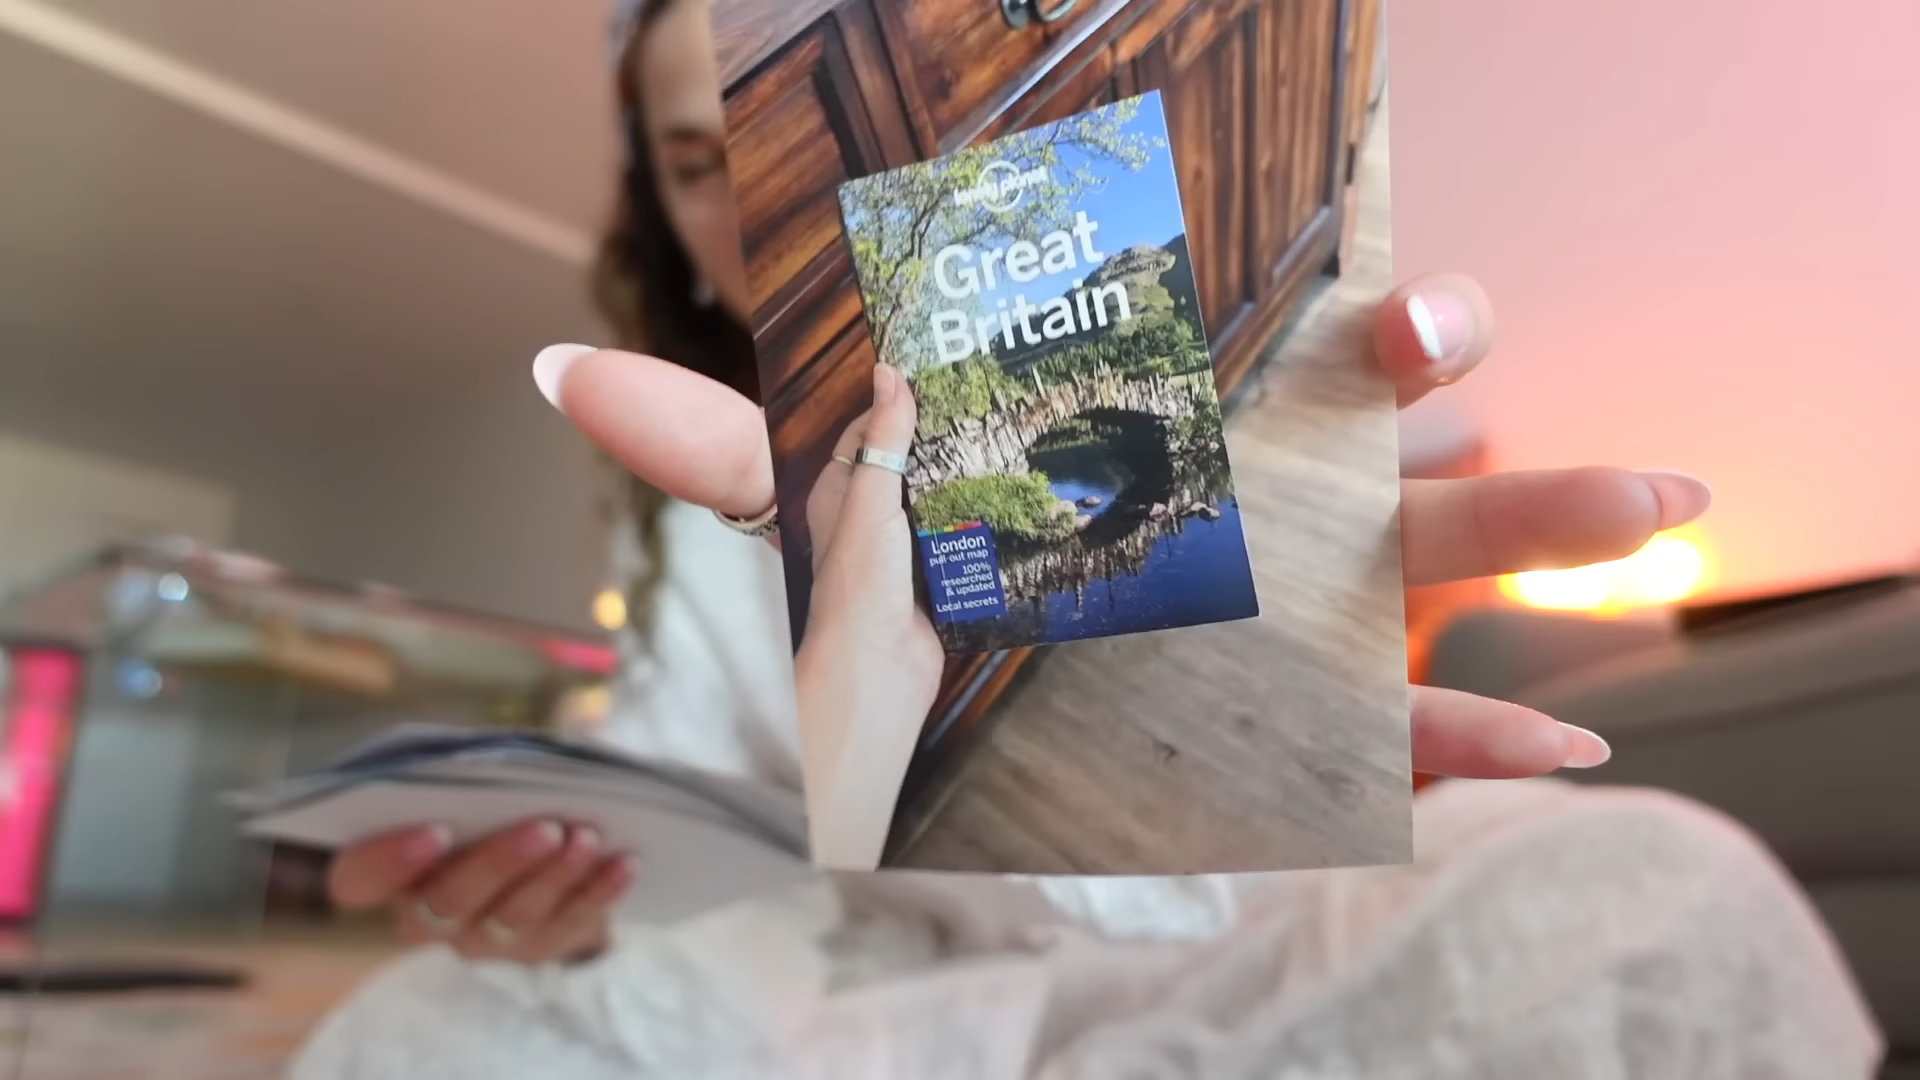 lonely planet
Great
Britain
London
pull-out map
100%
researched
& updated
Local secrets